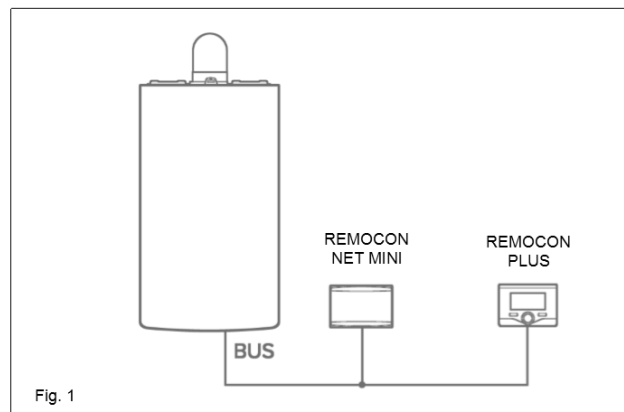 REMOCON
NET MINI
REMOCON
PLUS
BUS
Fig. 1